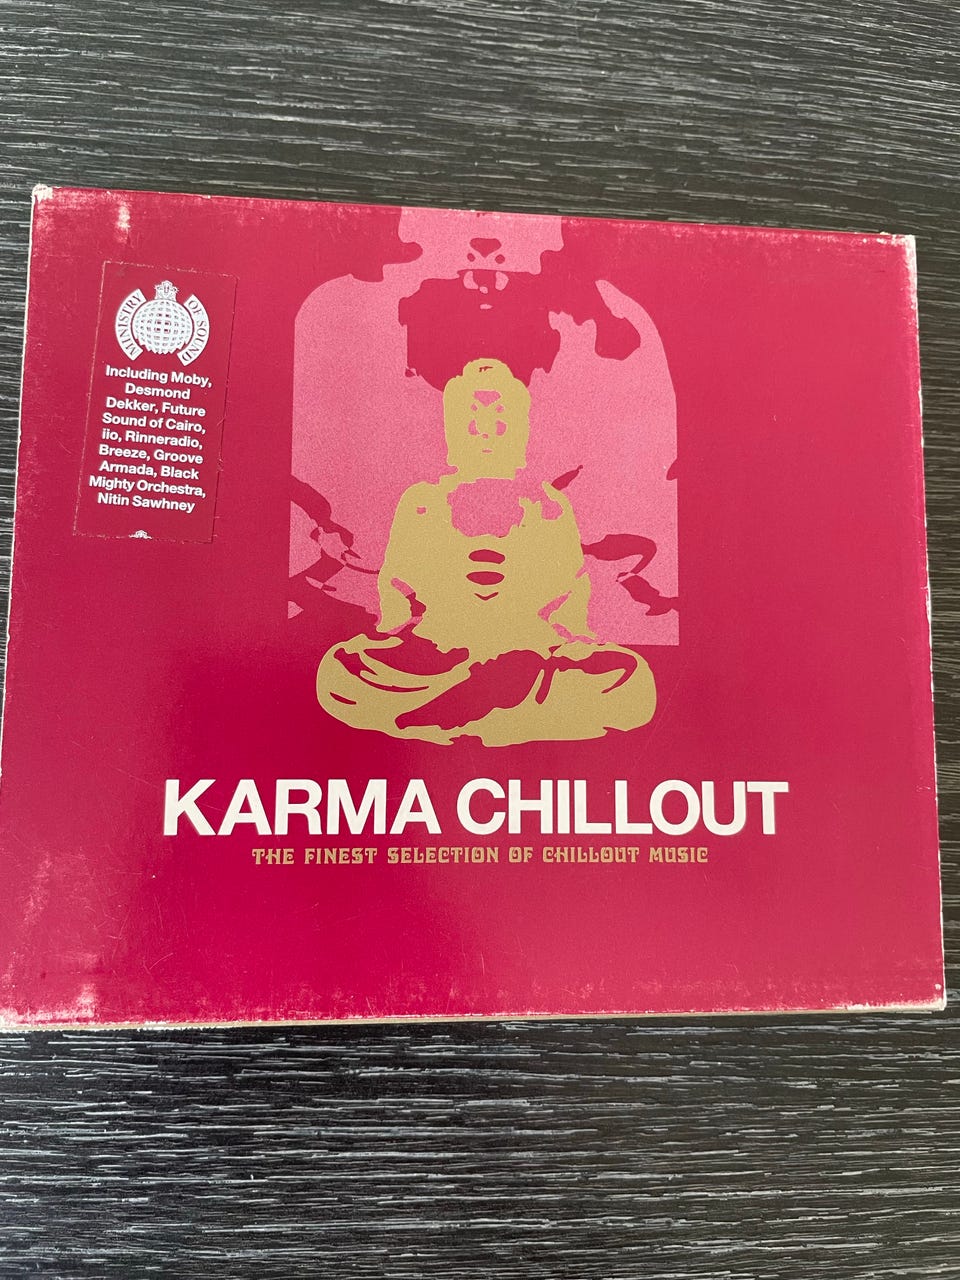 MINISTRY OF SOUND
Including Moby,
Desmond
Dekker, Future
Sound of Cairo,
iio, Rinneradio,
Breeze, Groove
Armada, Black
Mighty Orchestra,
Nitin Sawhney
KARMA CHILLOUT
THE FINEST SELECTION OF CHILLOUT MUSIC